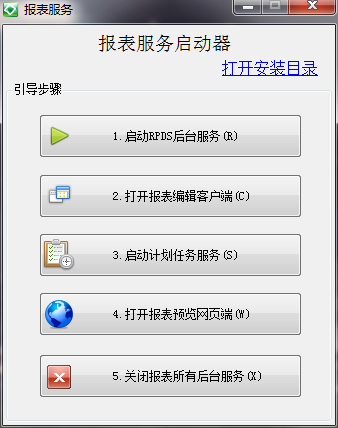 报表服务
报表服务启动器
打开安装目录
引导步骤
1.启动RPDS后台服务(R)
2.打开报表编辑客户端(C)
3.启动计划任务服务(S)
4.打开报表预览网页端(W)
5.关闭报表所有后台服务(X)